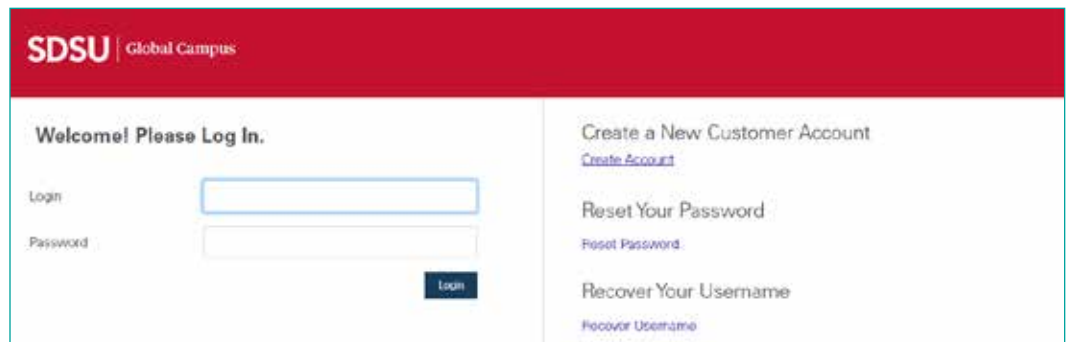 SDSU | Global Campus
Welcome! Please Log In.
Login
Password
Login
Create a New Customer Account
Create Account
Reset Your Password
Reset Password
Recover Your Username
Recover Username